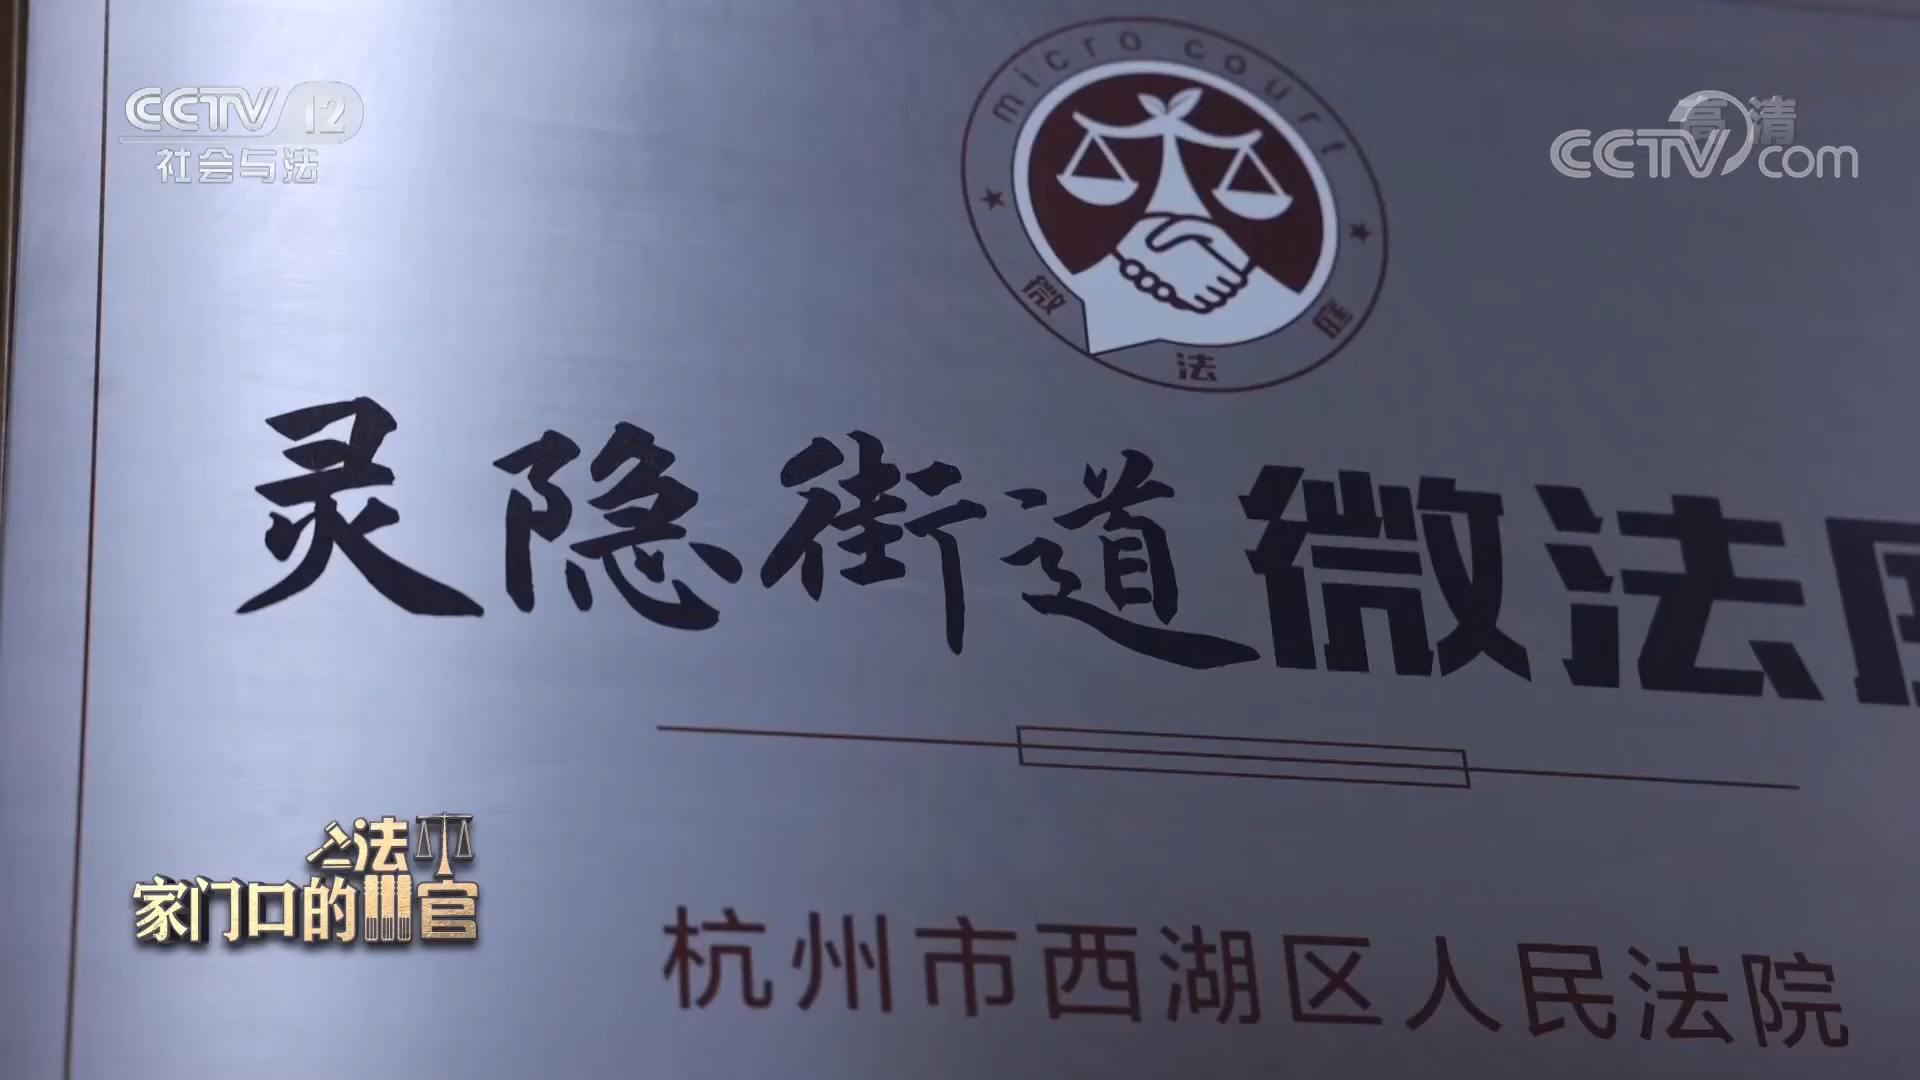 CCTV 12
社会与法
高清
CCTV com
micro court
微法庭
灵隐街道微法
杭州市西湖区人民法院
家门口的法官